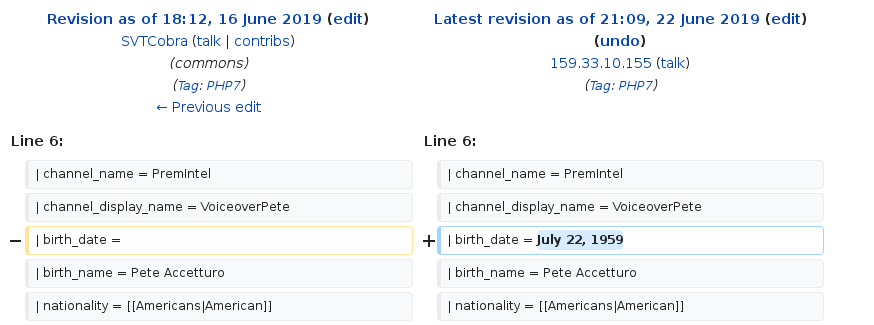 Revision as of 18:12, 16 June 2019 (edit)
SVTCobra (talk | contribs)
(commons)
(Tag: PHP7)
← Previous edit
Latest revision as of 21:09, 22 June 2019 (edit)
(undo)
159.33.10.155 (talk)
(Tag: PHP7)
Line 6:
Line 6:
| channel_name = PremIntel
| channel_name = PremIntel
| channel_display_name = VoiceoverPete
| channel_display_name = VoiceoverPete
− | birth_date =
+ | birth_date = July 22, 1959
| birth_name = Pete Accetturo
| birth_name = Pete Accetturo
| nationality = [[Americans|American]]
| nationality = [[Americans|American]]